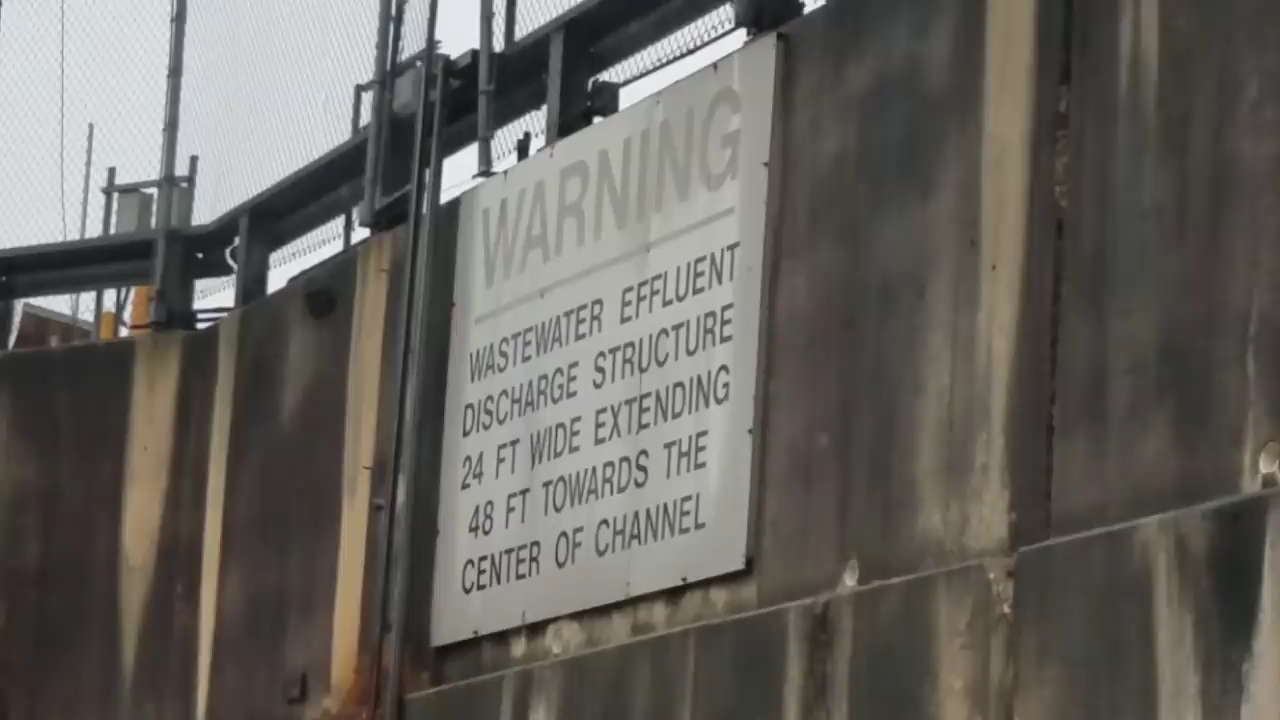 WARNING
WASTEWATER EFFLUENT
DISCHARGE STRUCTURE
24 FT WIDE EXTENDING
48 FT TOWARDS THE
CENTER OF CHANNEL